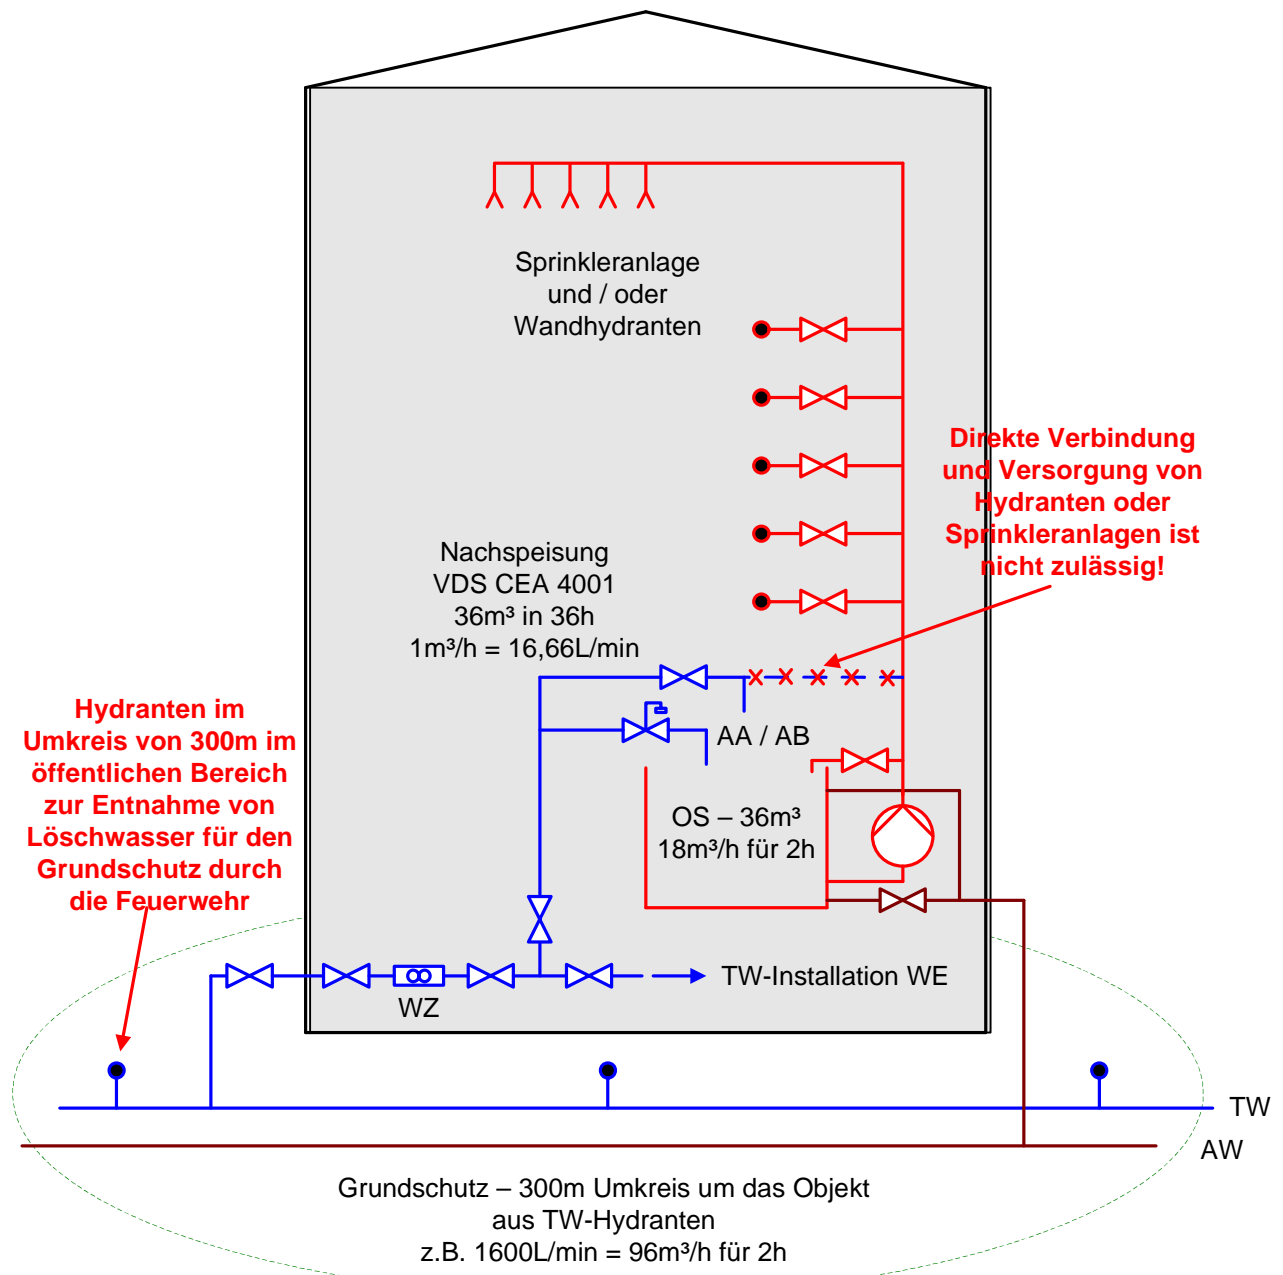 Sprinkleranlage
und / oder
Wandhydranten
Direkte Verbindung
und Versorgung von
Hydranten oder
Sprinkleranlagen ist
nicht zulässig!
Nachspeisung
VDS CEA 4001
36m³ in 36h
1m³/h = 16,66L/min
Hydranten im
Umkreis von 300m im
öffentlichen Bereich
zur Entnahme von
Löschwasser für den
Grundschutz durch
die Feuerwehr
AA / AB
OS – 36m³
18m³/h für 2h
TW-Installation WE
WZ
TW
AW
Grundschutz – 300m Umkreis um das Objekt
aus TW-Hydranten
z.B. 1600L/min = 96m³/h für 2h